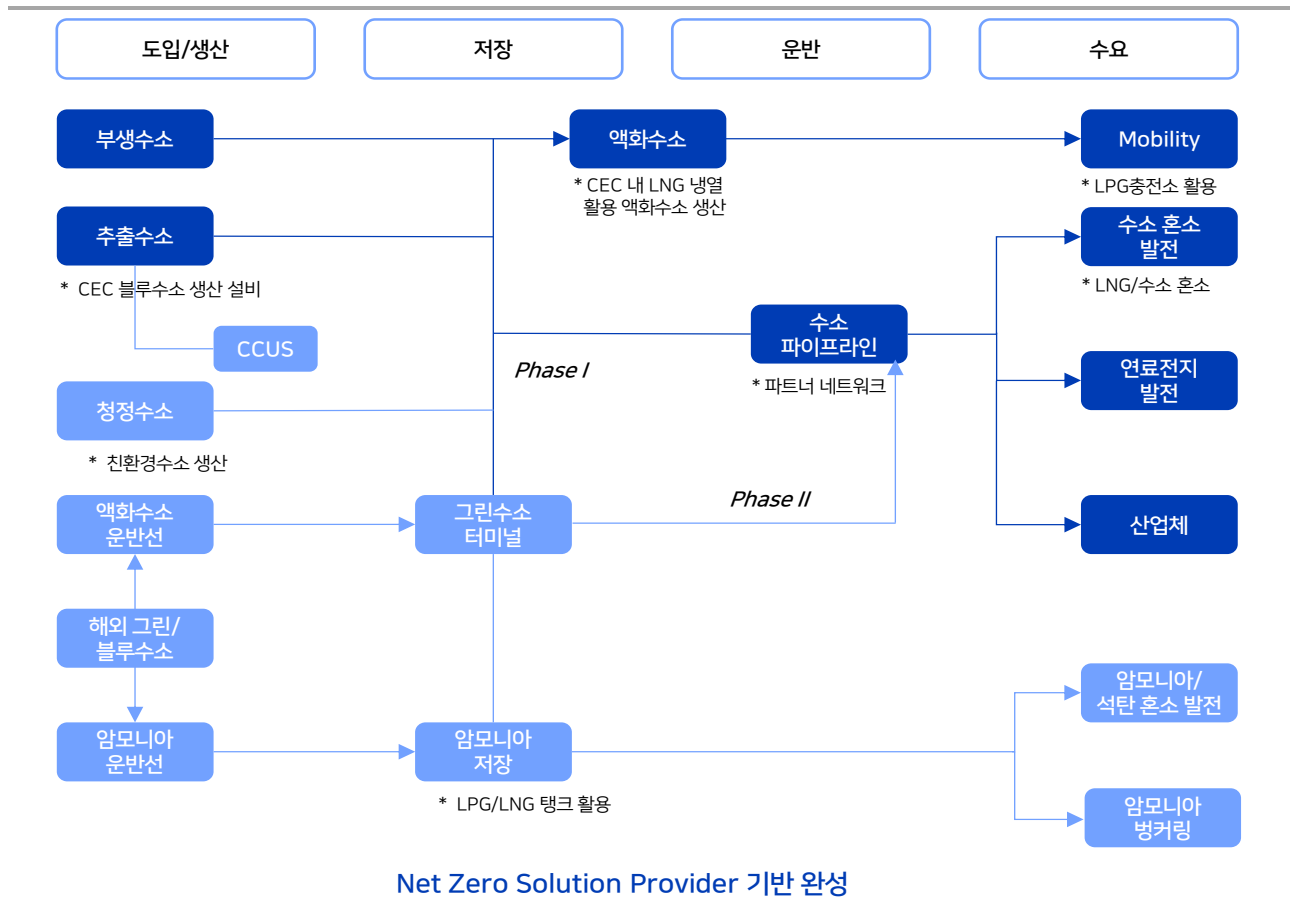 도입/생산
저장
운반
수요
부생수소
액화수소
Mobility
* CEC 내 LNG 냉열
활용 액화수소 생산
* LPG충전소 활용
추출수소
수소 혼소
발전
* CEC 블루수소 생산 설비
* LNG/수소 혼소
CCUS
수소
파이프라인
Phase I
* 파트너 네트워크
연료전지
발전
청정수소
* 친환경수소 생산
액화수소
운반선
그린수소
터미널
Phase II
산업체
해외 그린/
블루수소
암모니아/
석탄 혼소 발전
암모니아
운반선
암모니아
저장
* LPG/LNG 탱크 활용
암모니아
벙커링
Net Zero Solution Provider 기반 완성